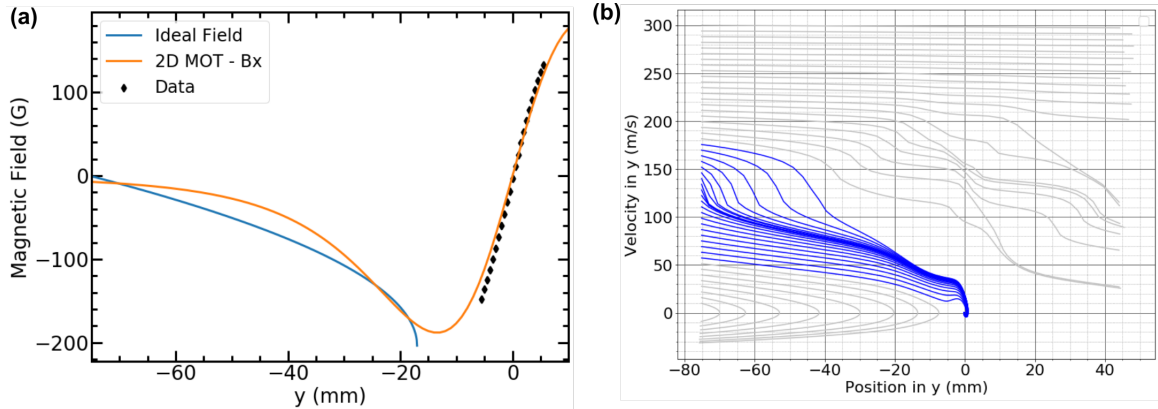 (a)
Ideal Field
2D MOT - Bx
Data
100
0
−100
−200
−60
−40
−20
0
y (mm)
Magnetic Field (G)
(b)
300
250
200
150
100
50
0
−80
−60
−40
−20
0
20
40
Position in y (mm)
Velocity in y (m/s)